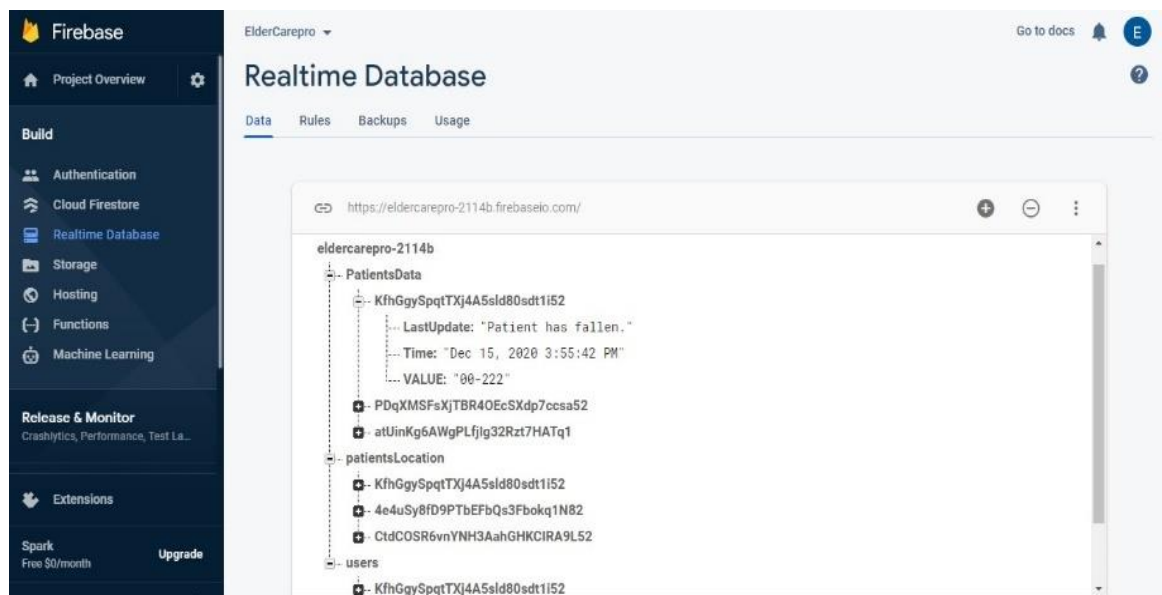 Firebase
Project Overview
Build
Authentication
Cloud Firestore
Realtime Database
Storage
Hosting
Functions
Machine Learning
Release & Monitor
Crashlytics, Performance, Test La...
Extensions
Spark
Free $0/month
Upgrade
ElderCarepro
Go to docs
E
Realtime Database
Data Rules Backups Usage
https://eldercarepro-2114b.firebaseio.com/
eldercarepro-2114b
PatientsData
KfhGgySpqtTXj4A5sld80sdt1i52
LastUpdate: "Patient has fallen."
Time: "Dec 15, 2020 3:55:42 PM"
VALUE: "00-222"
PDqXMSFsXjTBR4OEcSXdp7ccsa52
atUinKg6AWgPLfjIg32Rzt7HATq1
patientsLocation
KfhGgySpqtTXj4A5sld80sdt1i52
4e4uSy8fD9PTbEFbQs3Fbokq1N82
CtdCOSR6vnYNH3AahGHKCIRA9L52
users
KfhGgySpqtTXj4A5sld80sdt1i52